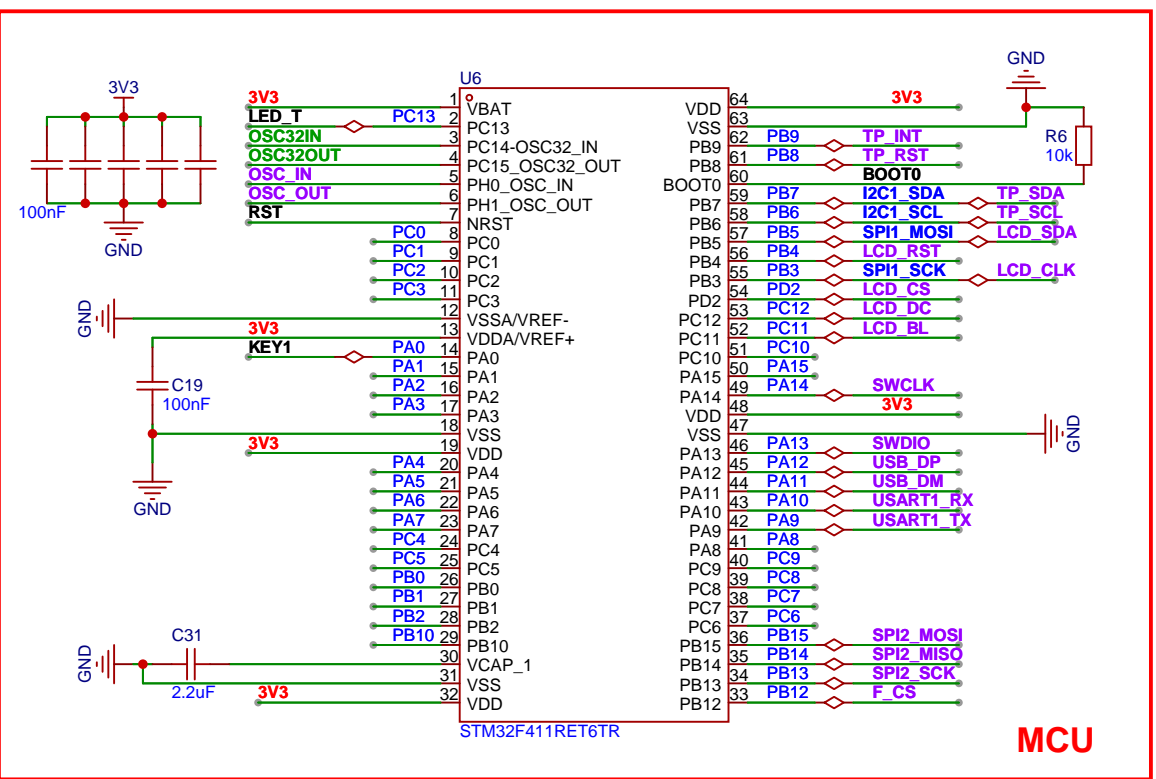 3V3
100nF
GND
U6
STM32F411RET6TR
3V3 1 VBAT
LED_T PC13 2 PC13
OSC32IN 3 PC14-OSC32_IN
OSC32OUT 4 PC15_OSC32_OUT
OSC_IN 5 PH0_OSC_IN
OSC_OUT 6 PH1_OSC_OUT
RST 7 NRST
PC0 8 PC0
PC1 9 PC1
PC2 10 PC2
PC3 11 PC3
GND 12 VSSA/VREF-
3V3 13 VDDA/VREF+
KEY1 PA0 14 PA0
PA1 15 PA1
PA2 16 PA2
PA3 17 PA3
18 VSS
3V3 19 VDD
C19
100nF
GND
PA4 20 PA4
PA5 21 PA5
PA6 22 PA6
PA7 23 PA7
PC4 24 PC4
PC5 25 PC5
PB0 26 PB0
PB1 27 PB1
PB2 28 PB2
PB10 29 PB10
GND C31 30 VCAP_1
2.2uF 31 VSS
3V3 32 VDD
GND
VDD 64 3V3
VSS 63
PB9 62 PB9 TP_INT
PB8 61 PB8 TP_RST
BOOT0 60 BOOT0
R6
10k
PB7 59 PB7 I2C1_SDA TP_SDA
PB6 58 PB6 I2C1_SCL TP_SCL
PB5 57 PB5 SPI1_MOSI LCD_SDA
PB4 56 PB4 LCD_RST
PB3 55 PB3 SPI1_SCK LCD_CLK
PD2 54 PD2 LCD_CS
PC12 53 PC12 LCD_DC
PC11 52 PC11 LCD_BL
PC10 51 PC10
PA15 50 PA15
PA14 49 PA14 SWCLK
VDD 48 3V3
VSS 47 GND
PA13 46 PA13 SWDIO
PA12 45 PA12 USB_DP
PA11 44 PA11 USB_DM
PA10 43 PA10 USART1_RX
PA9 42 PA9 USART1_TX
PA8 41 PA8
PC9 40 PC9
PC8 39 PC8
PC7 38 PC7
PC6 37 PC6
PB15 36 PB15 SPI2_MOSI
PB14 35 PB14 SPI2_MISO
PB13 34 PB13 SPI2_SCK
PB12 33 PB12 F_CS
MCU